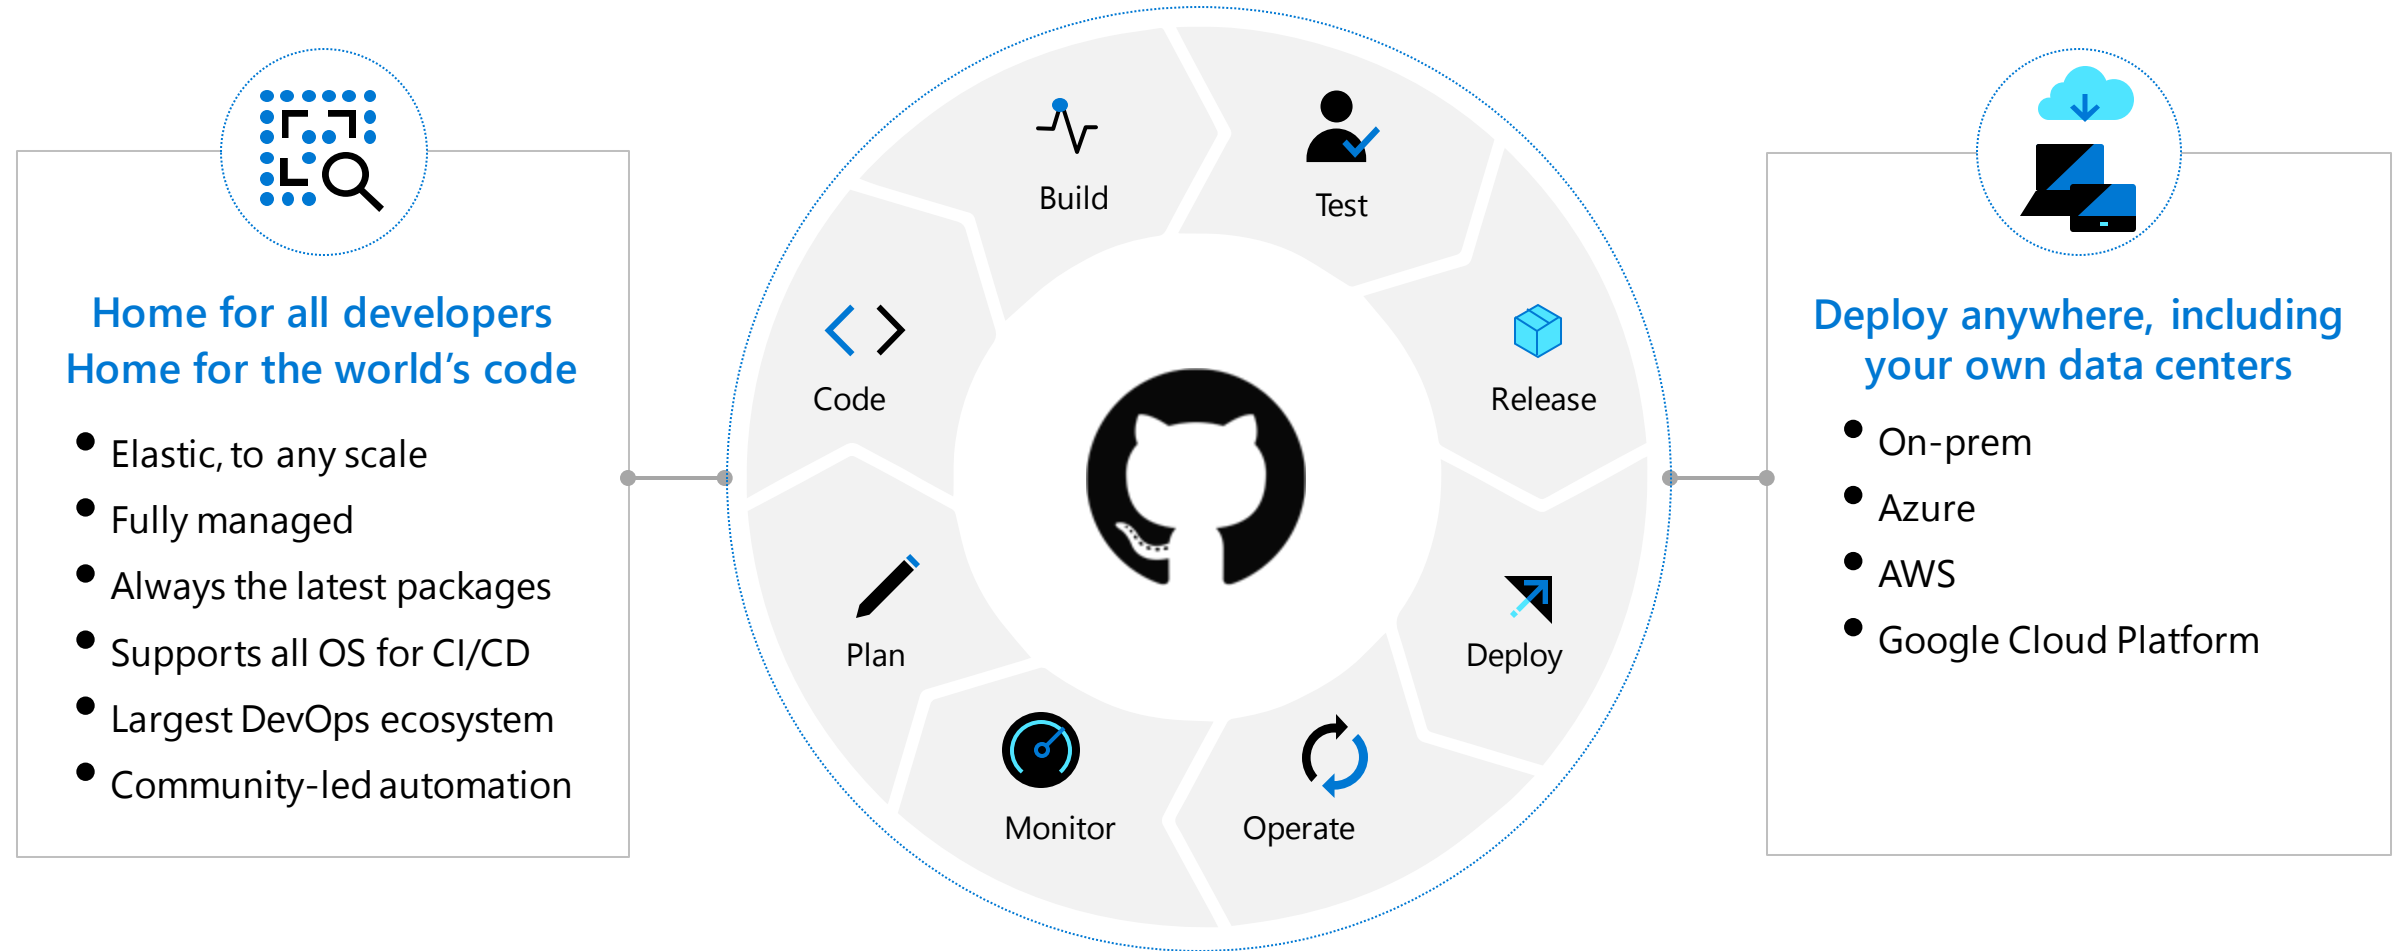 Home for all developers
Home for the world's code
• Elastic, to any scale
• Fully managed
• Always the latest packages
• Supports all OS for CI/CD
• Largest DevOps ecosystem
• Community-led automation
Build
Test
Code
Release
Plan
Deploy
Monitor
Operate
Deploy anywhere, including
your own data centers
• On-prem
• Azure
• AWS
• Google Cloud Platform